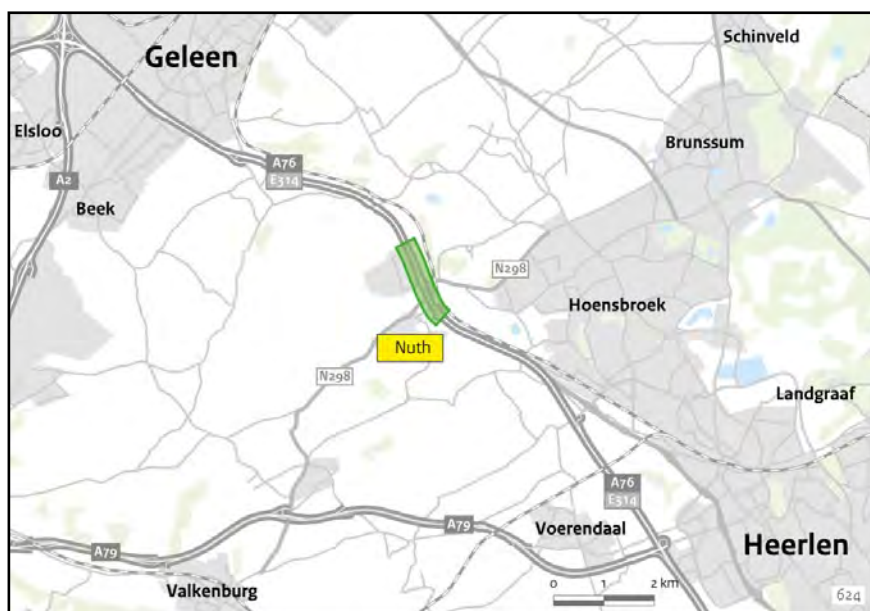 Schinveld
Geleen
Elsloo
Brunssum
A76
E314
A2
Beek
N298
Hoensbroek
Nuth
N298
Landgraaf
A76
E314
A79
Voerendaal
Heerlen
A79
Valkenburg
0 1 2 km
624